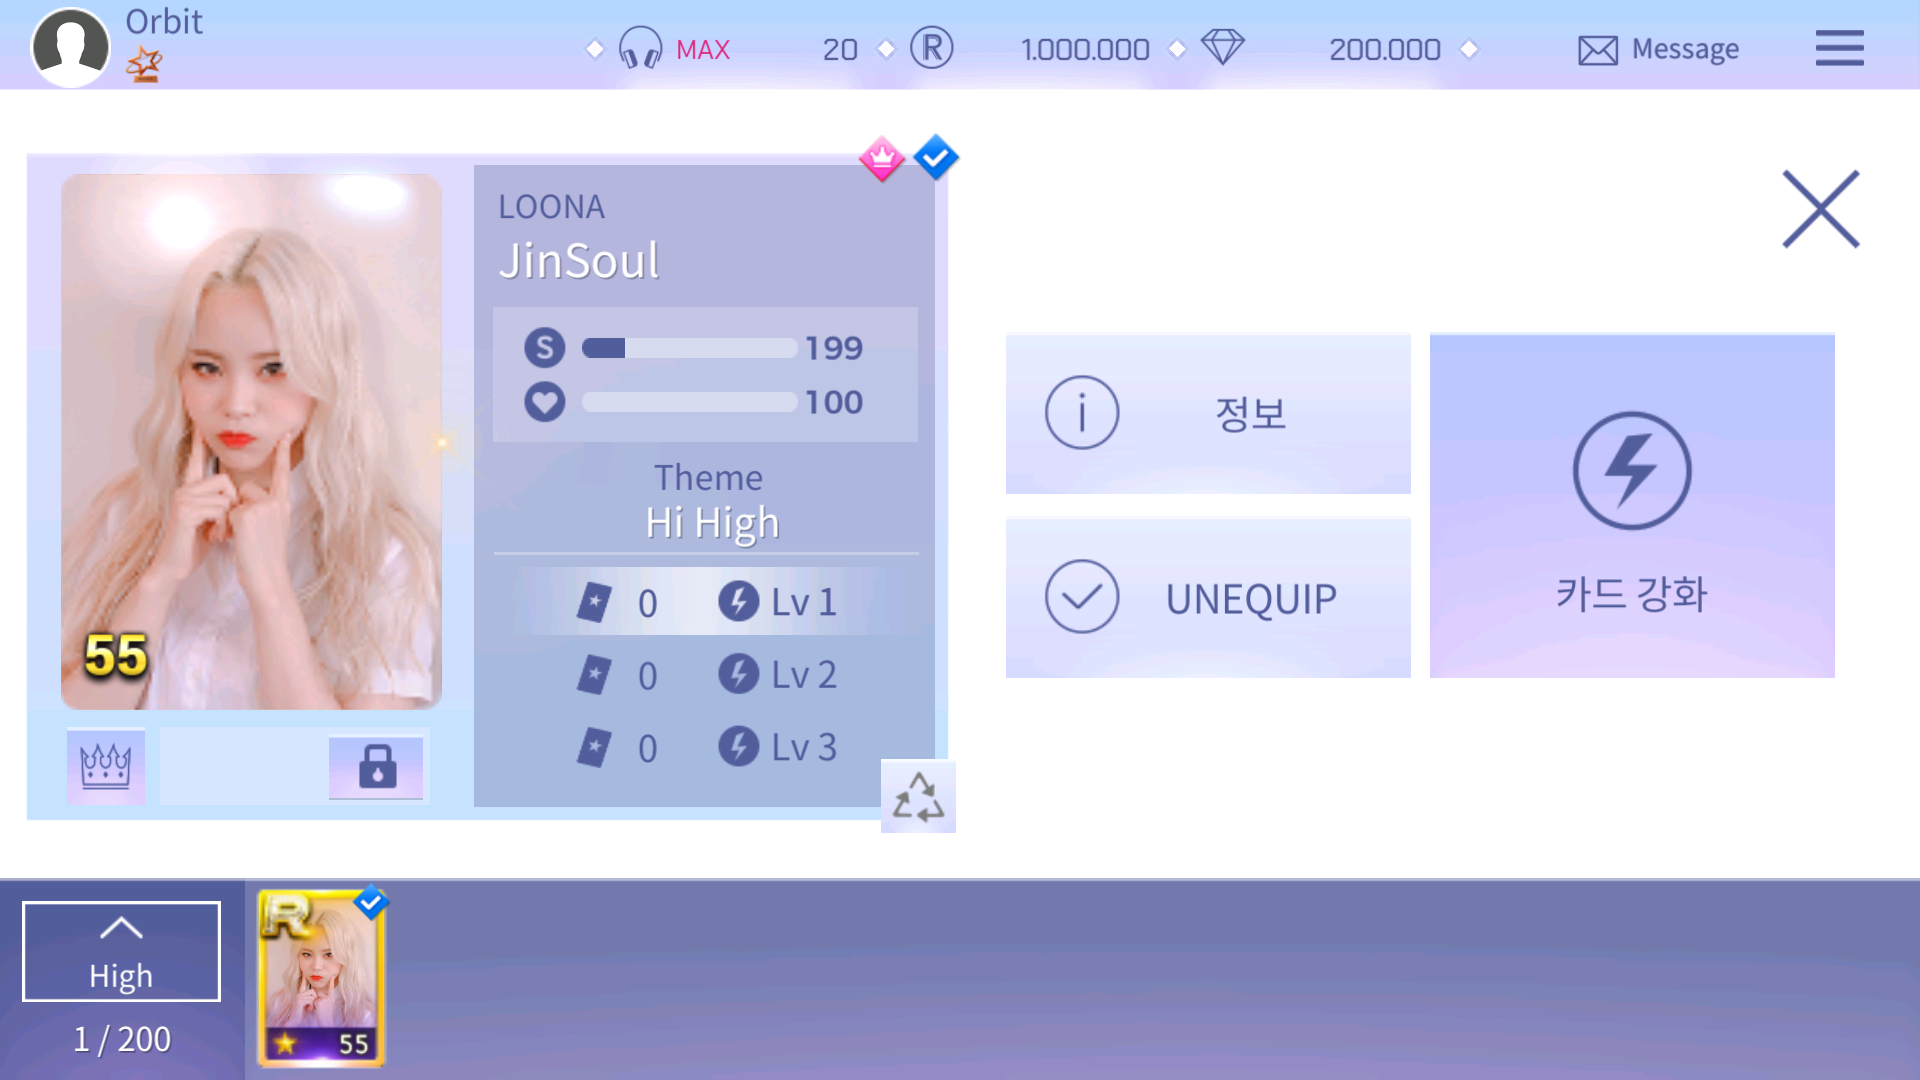 Orbit
MAX
20
R
1.000.000
200.000
Message
LOONA
JinSoul
S 199
100
Theme
Hi High
0 Lv 1
0 Lv 2
0 Lv 3
55
i 정보
UNEQUIP
카드 강화
High
1 / 200
R
55